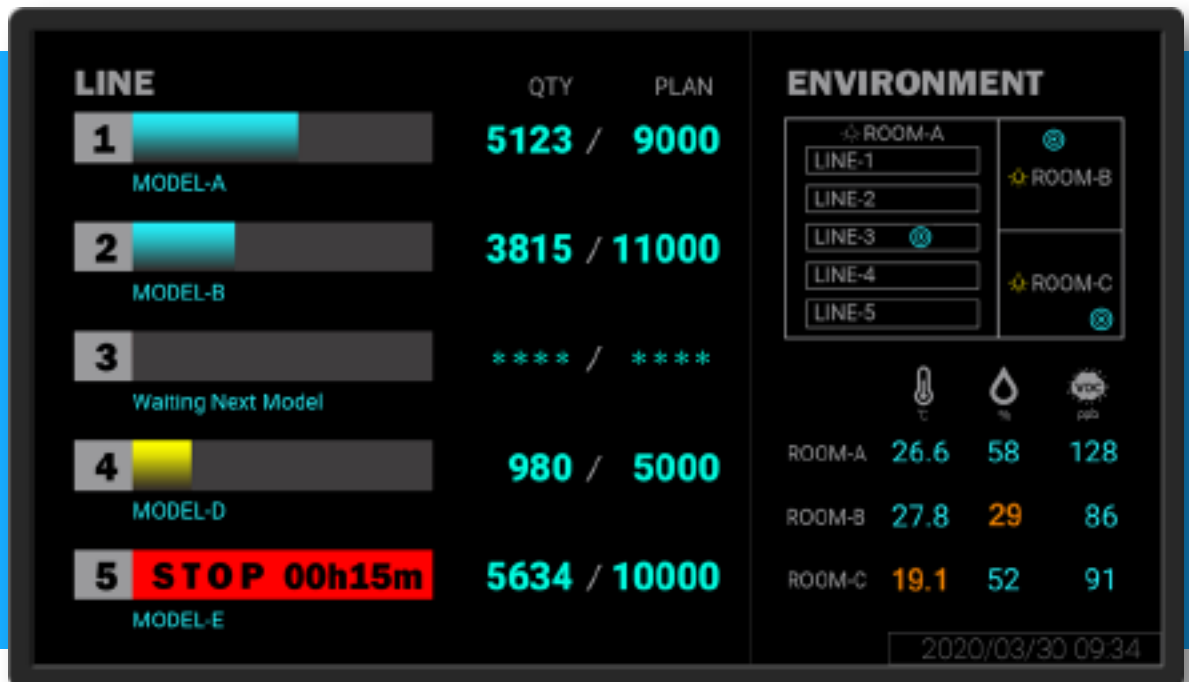 LINE QTY PLAN
1 5123 / 9000
MODEL-A
2 3815 / 11000
MODEL-B
3 **** / ****
Waiting Next Model
4 980 / 5000
MODEL-D
5 STOP 00h15m 5634 / 10000
MODEL-E
ENVIRONMENT
ROOM-A
LINE-1
LINE-2
LINE-3
LINE-4
LINE-5
ROOM-B
ROOM-C
℃ % VOC ppb
ROOM-A 26.6 58 128
ROOM-B 27.8 29 86
ROOM-C 19.1 52 91
2020/03/30 09:34